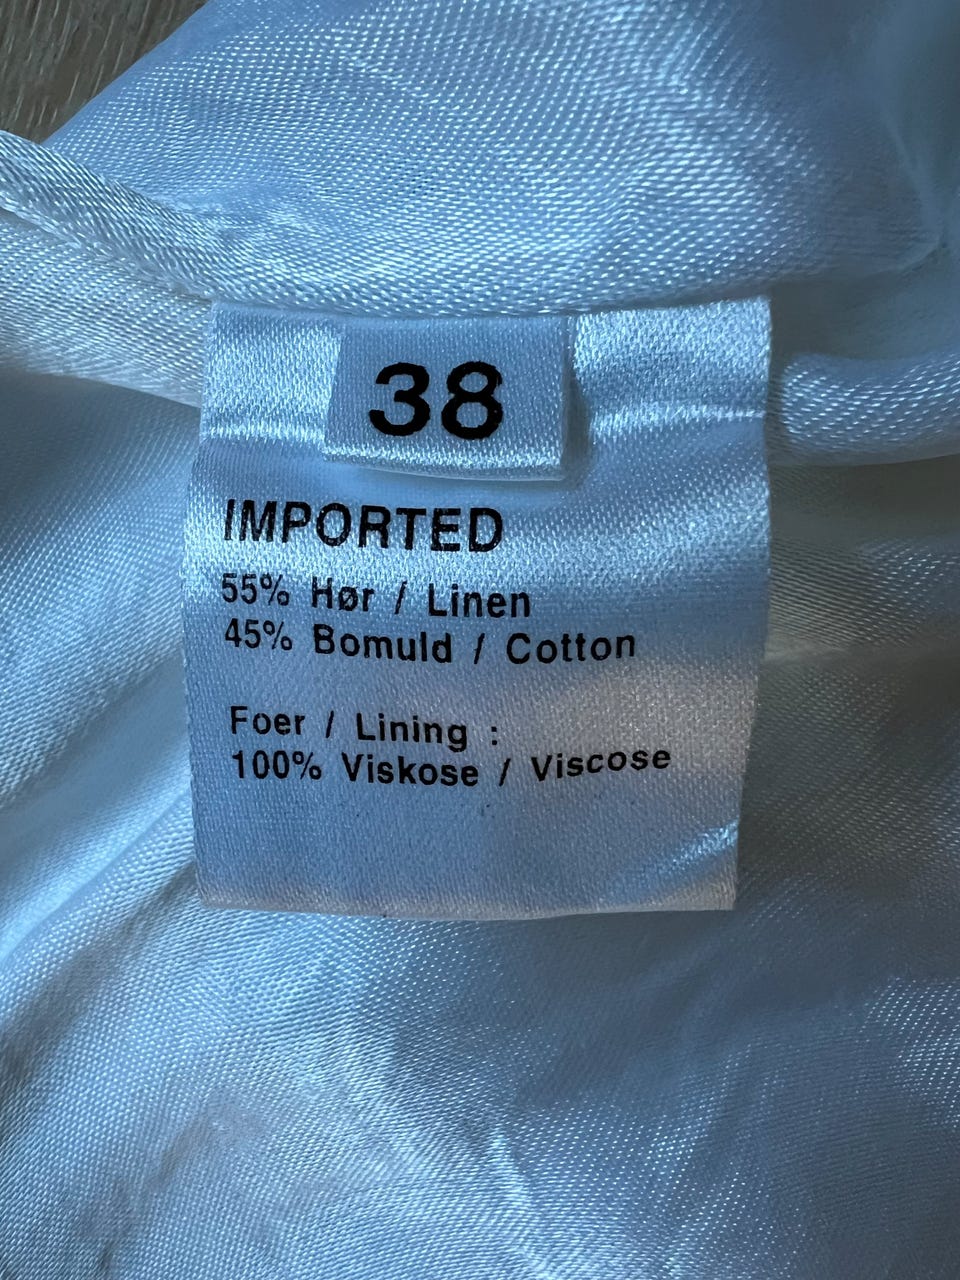 38
IMPORTED
55% Hør / Linen
45% Bomuld / Cotton
Foer / Lining :
100% Viskose / Viscose